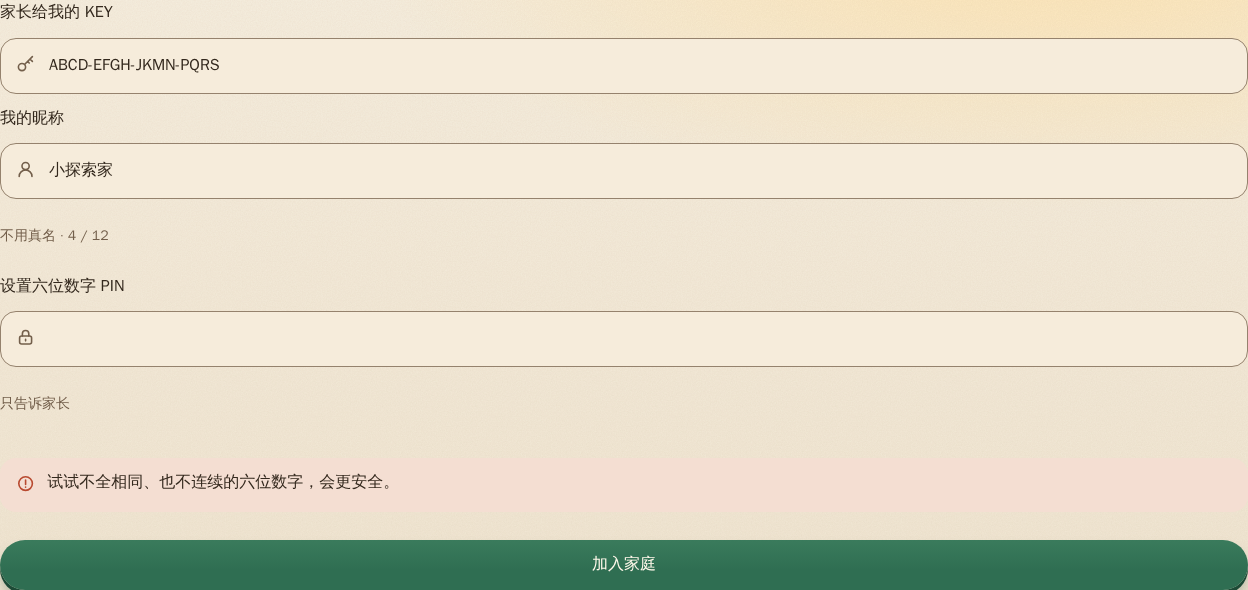 家长给我的 KEY
ABCD-EFGH-JKMN-PQRS
我的昵称
小探索家
不用真名 · 4 / 12
设置六位数字 PIN
只告诉家长
试试不全相同、也不连续的六位数字，会更安全。
加入家庭